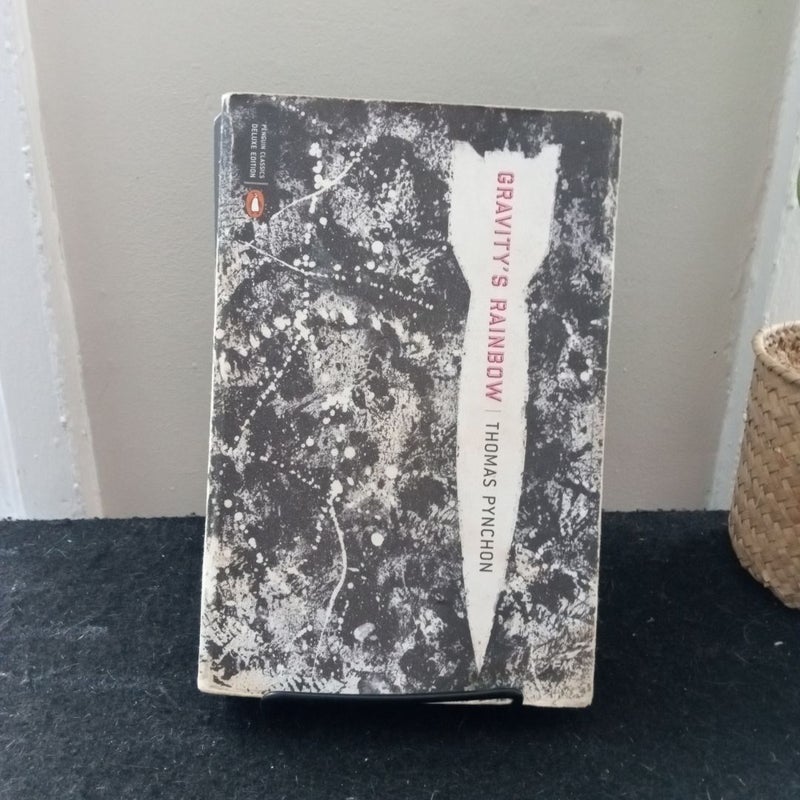 PENGUIN CLASSICS
DELUXE EDITION
GRAVITY'S RAINBOW | THOMAS PYNCHON